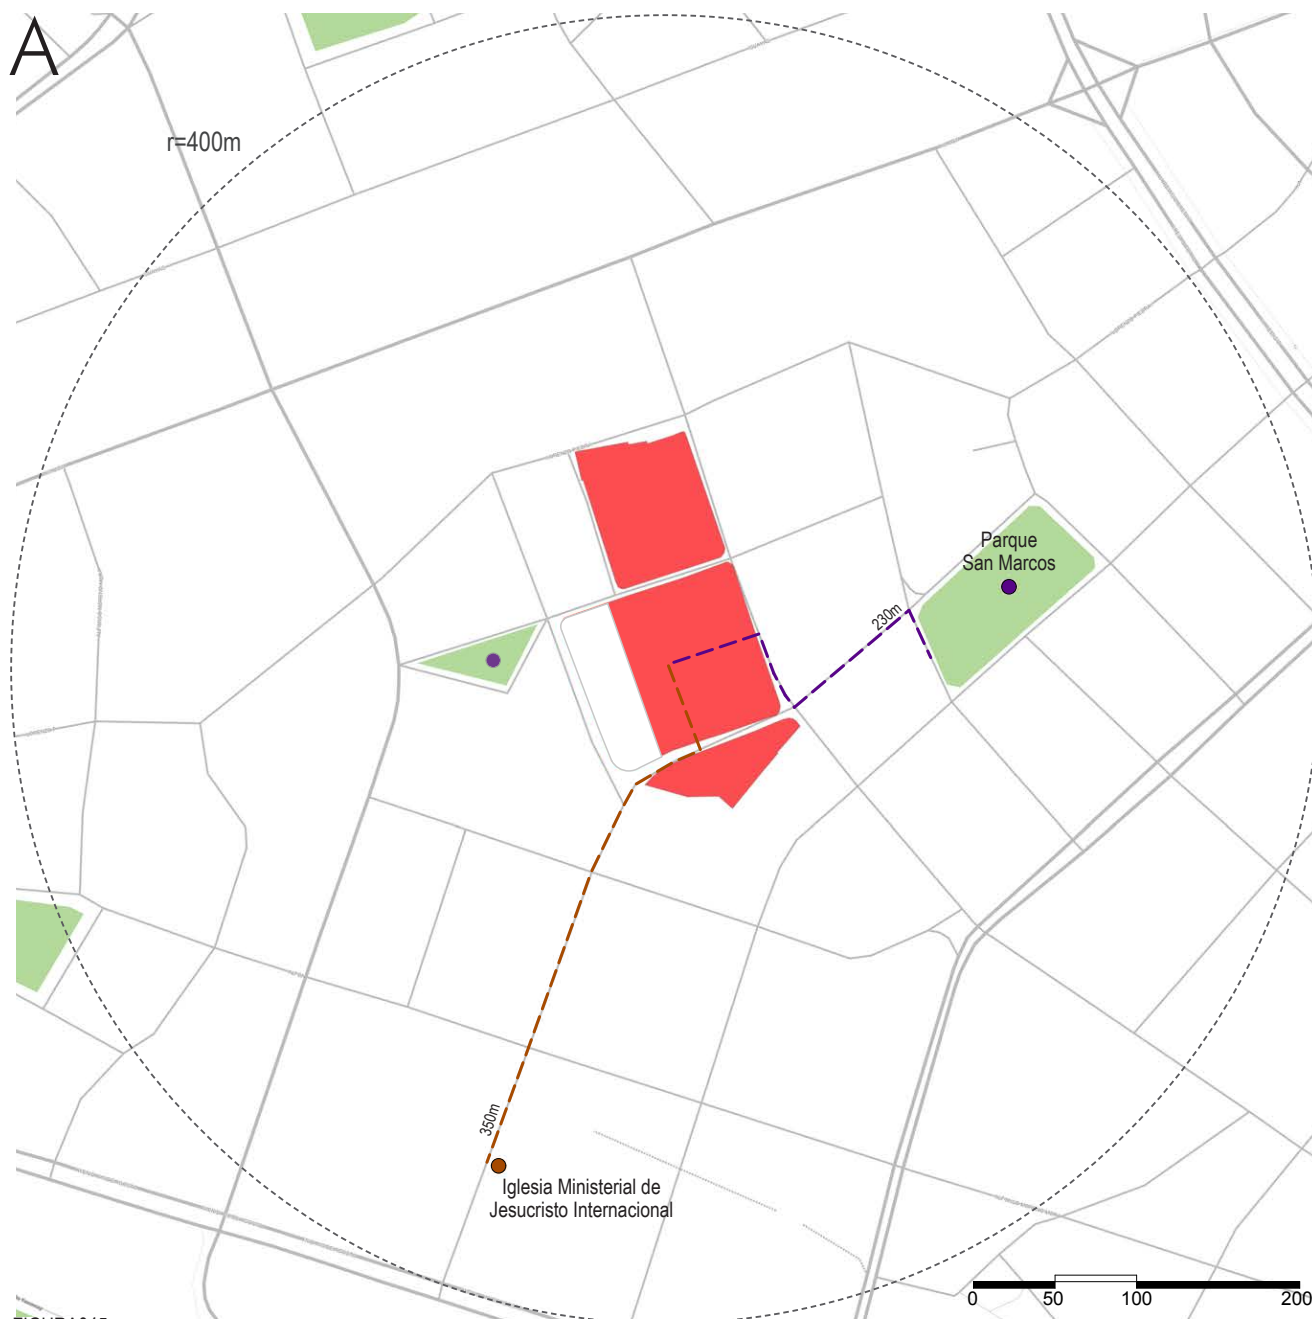 A
r=400m
Parque
San Marcos
230m
350m
Iglesia Ministerial de
Jesucristo Internacional
0 50 100 200